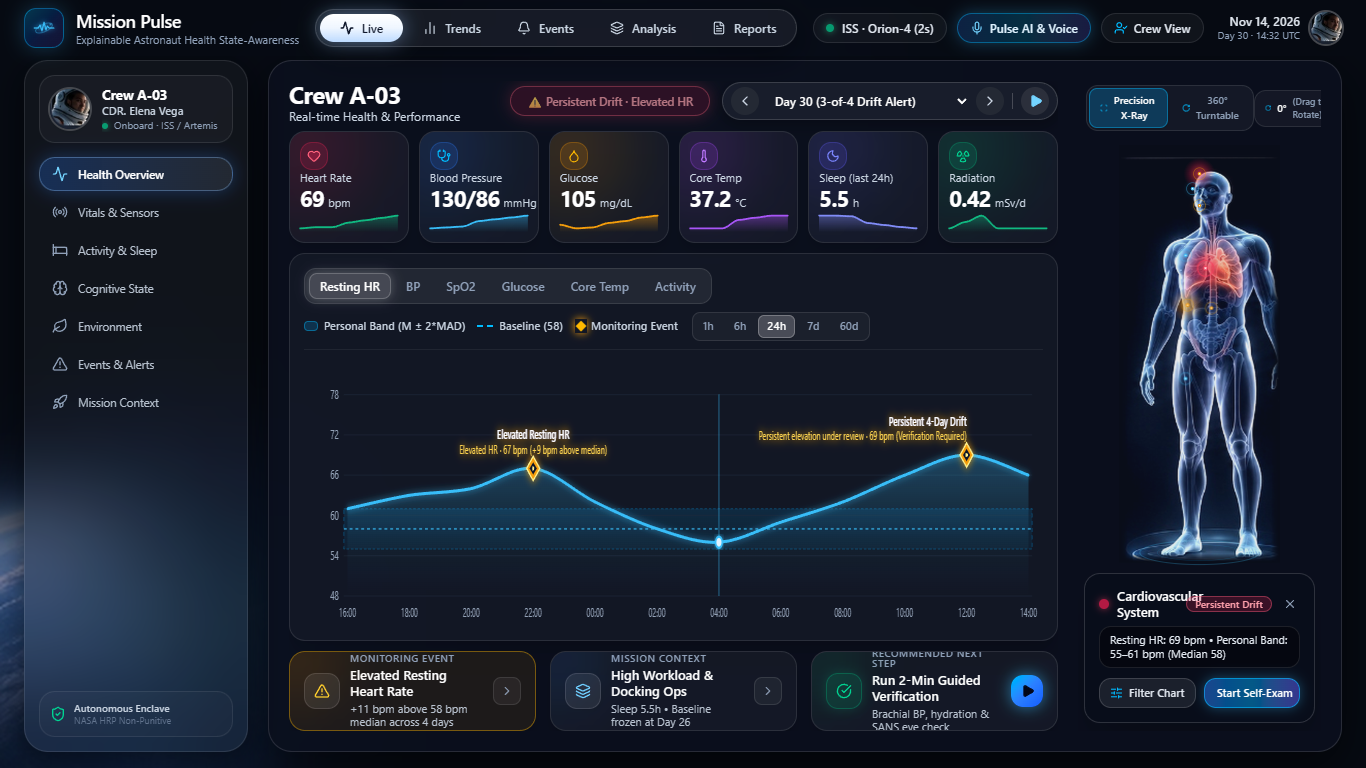 Mission Pulse
Explainable Astronaut Health State-Awareness
Live
Trends
Events
Analysis
Reports
ISS · Orion-4 (2s)
Pulse AI & Voice
Crew View
Nov 14, 2026
Day 30 · 14:32 UTC
Crew A-03
CDR. Elena Vega
Onboard · ISS / Artemis
Health Overview
Vitals & Sensors
Activity & Sleep
Cognitive State
Environment
Events & Alerts
Mission Context
Autonomous Enclave
NASA HRP Non-Punitive
Crew A-03
Real-time Health & Performance
Persistent Drift · Elevated HR
Day 30 (3-of-4 Drift Alert)
Heart Rate
69 bpm
Blood Pressure
130/86 mmHg
Glucose
105 mg/dL
Core Temp
37.2 °C
Sleep (last 24h)
5.5 h
Radiation
0.42 mSv/d
Resting HR
BP
SpO2
Glucose
Core Temp
Activity
Personal Band (M ± 2*MAD)
Baseline (58)
Monitoring Event
1h
6h
24h
7d
60d
78
72
66
60
54
48
Elevated Resting HR
Elevated HR · 67 bpm (+9 bpm above median)
Persistent 4-Day Drift
Persistent elevation under review · 69 bpm (Verification Required)
16:00
18:00
20:00
22:00
00:00
02:00
04:00
06:00
08:00
10:00
12:00
14:00
MONITORING EVENT
Elevated Resting
Heart Rate
+11 bpm above 58 bpm
median across 4 days
MISSION CONTEXT
High Workload &
Docking Ops
Sleep 5.5h • Baseline
frozen at Day 26
RECOMMENDED NEXT
STEP
Run 2-Min Guided
Verification
Brachial BP, hydration &
SANS eye check
Precision
X-Ray
360°
Turntable
0°
(Drag t
Rotate)
Cardiovascular
System
Persistent Drift
Resting HR: 69 bpm • Personal Band:
55–61 bpm (Median 58)
Filter Chart
Start Self-Exam